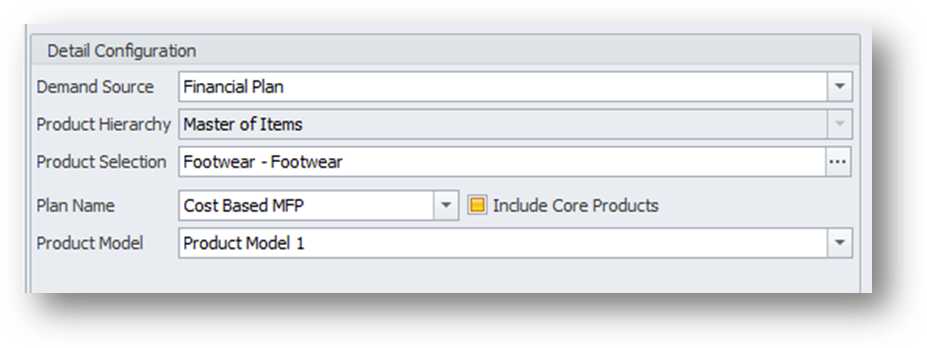 Detail Configuration
Demand Source Financial Plan
Product Hierarchy Master of Items
Product Selection Footwear - Footwear ...
Plan Name Cost Based MFP Include Core Products
Product Model Product Model 1